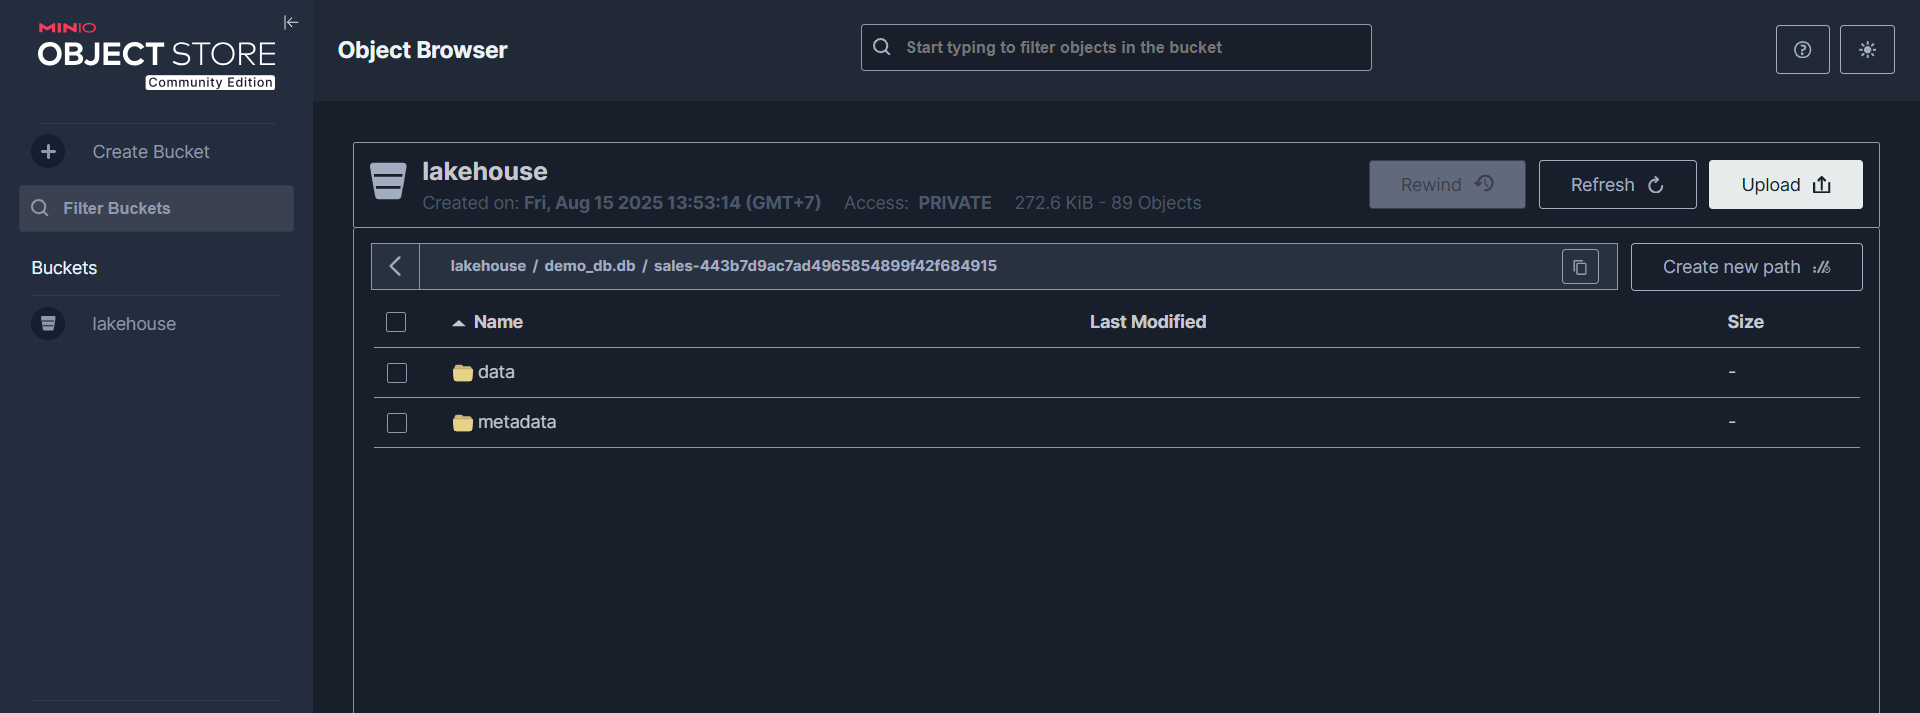 MINIO
OBJECT STORE
Community Edition
Create Bucket
Filter Buckets
Buckets
lakehouse
Object Browser
Start typing to filter objects in the bucket
lakehouse
Created on: Fri, Aug 15 2025 13:53:14 (GMT+7) Access: PRIVATE 272.6 KiB - 89 Objects
Rewind
Refresh
Upload
lakehouse / demo_db.db / sales-443b7d9ac7ad4965854899f42f684915
Create new path
Name Last Modified Size
data -
metadata -